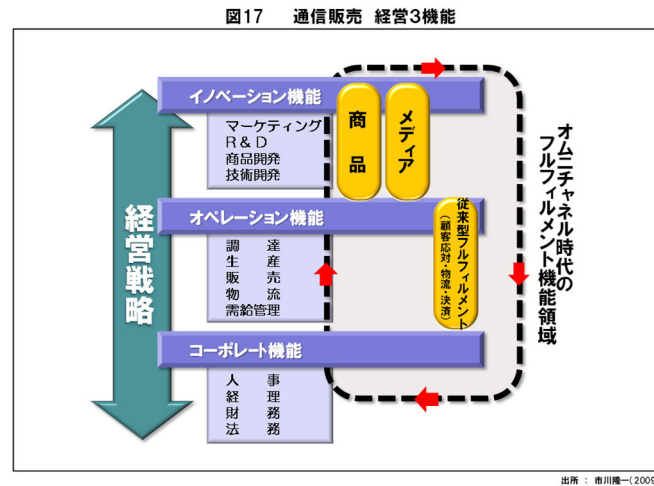 図17　通信販売 経営3機能
経営戦略
イノベーション機能
マーケティング
R & D
商品開発
技術開発
商品
メディア
オペレーション機能
調　達
生　産
販　売
物　流
需給管理
従来型フルフィルメント
(顧客応対・物流・決済)
コーポレート機能
人　事
経　理
財　務
法　務
オムニチャネル時代の
フルフィルメント機能領域
出所 ： 市川隆一(2009